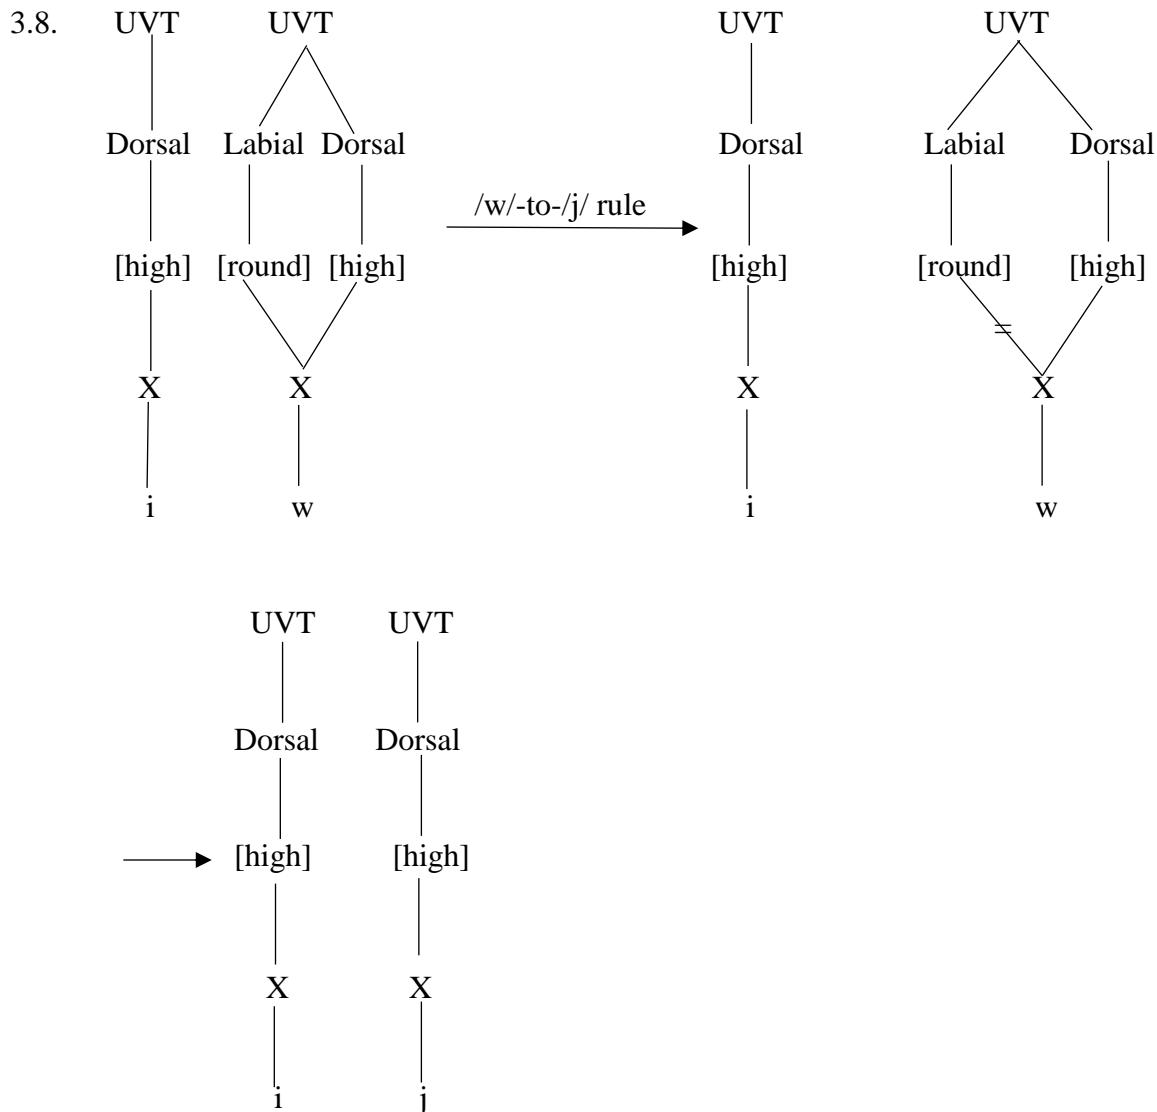 3.8. UVT UVT UVT UVT
Dorsal Labial Dorsal Dorsal Labial Dorsal
/w/-to-/j/ rule
[high] [round] [high] [high] [round] [high]
=
X X X X
i w i w
UVT UVT
Dorsal Dorsal
[high] [high]
X X
i j